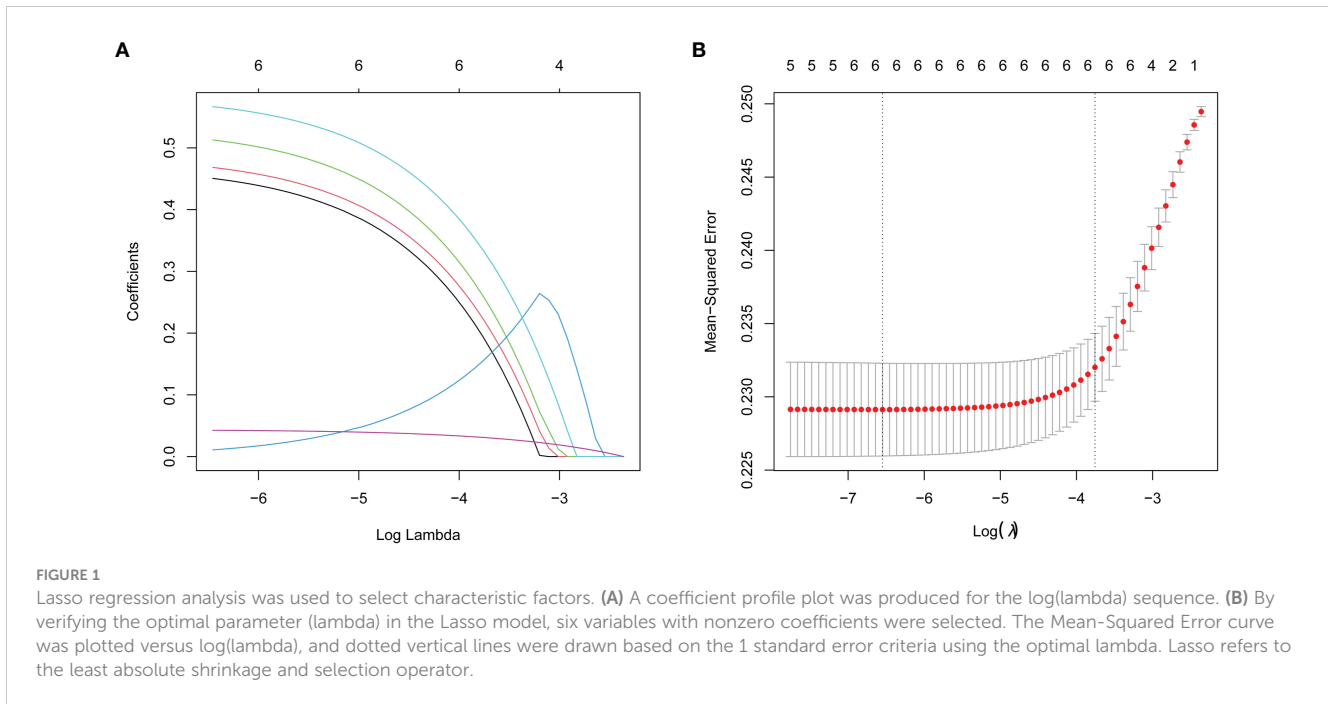 A
6 6 6 4
0.5
0.4
0.3
0.2
0.1
0.0
Coefficients
−6 −5 −4 −3
Log Lambda
B
5 5 5 6 6 6 6 6 6 6 6 6 6 6 6 6 6 4 2 1
0.250
0.245
0.240
0.235
0.230
0.225
Mean-Squared Error
−7 −6 −5 −4 −3
Log(λ)
FIGURE 1
Lasso regression analysis was used to select characteristic factors. (A) A coefficient profile plot was produced for the log(lambda) sequence. (B) By
verifying the optimal parameter (lambda) in the Lasso model, six variables with nonzero coefficients were selected. The Mean-Squared Error curve
was plotted versus log(lambda), and dotted vertical lines were drawn based on the 1 standard error criteria using the optimal lambda. Lasso refers to
the least absolute shrinkage and selection operator.